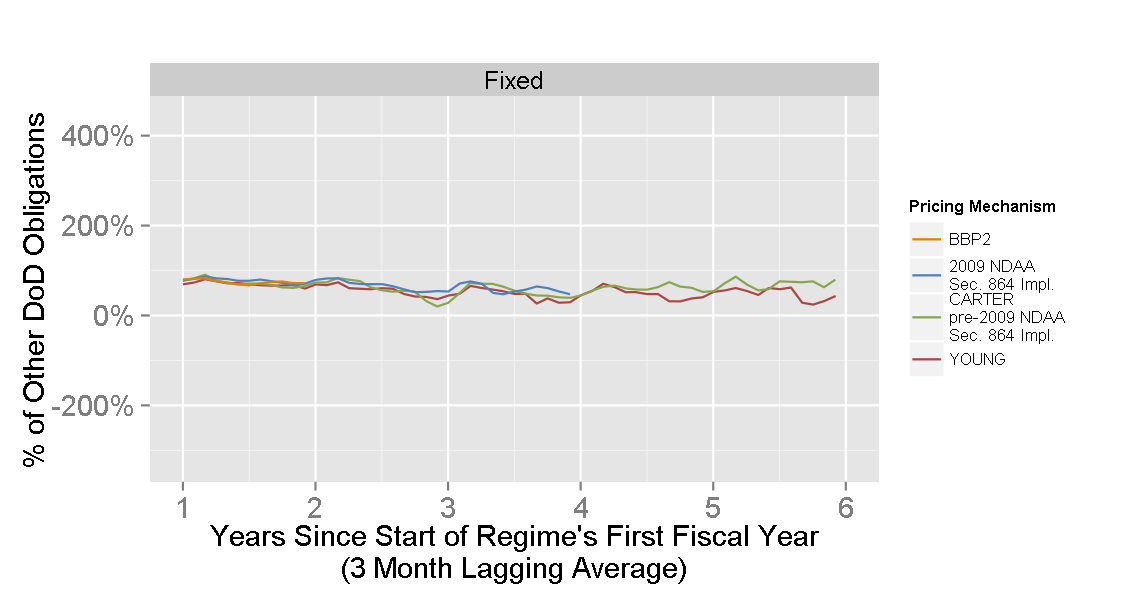 Fixed
400%
200%
0%
-200%
% of Other DoD Obligations
1 2 3 4 5 6
Years Since Start of Regime's First Fiscal Year
(3 Month Lagging Average)
Pricing Mechanism
BBP2
2009 NDAA
Sec. 864 Impl.
CARTER
pre-2009 NDAA
Sec. 864 Impl.
YOUNG